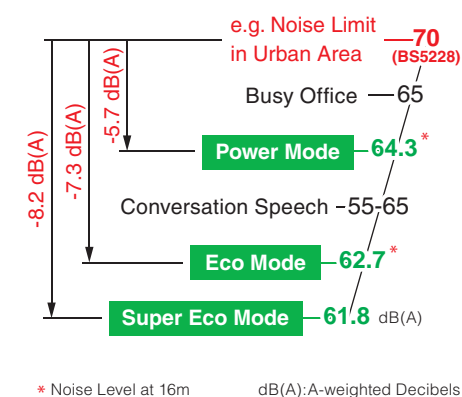 e.g. Noise Limit
in Urban Area
70
(BS5228)
Busy Office
65
-5.7 dB(A)
-7.3 dB(A)
-8.2 dB(A)
Power Mode
64.3*
Conversation Speech
55-65
Eco Mode
62.7*
Super Eco Mode
61.8 dB(A)
* Noise Level at 16m
dB(A):A-weighted Decibels